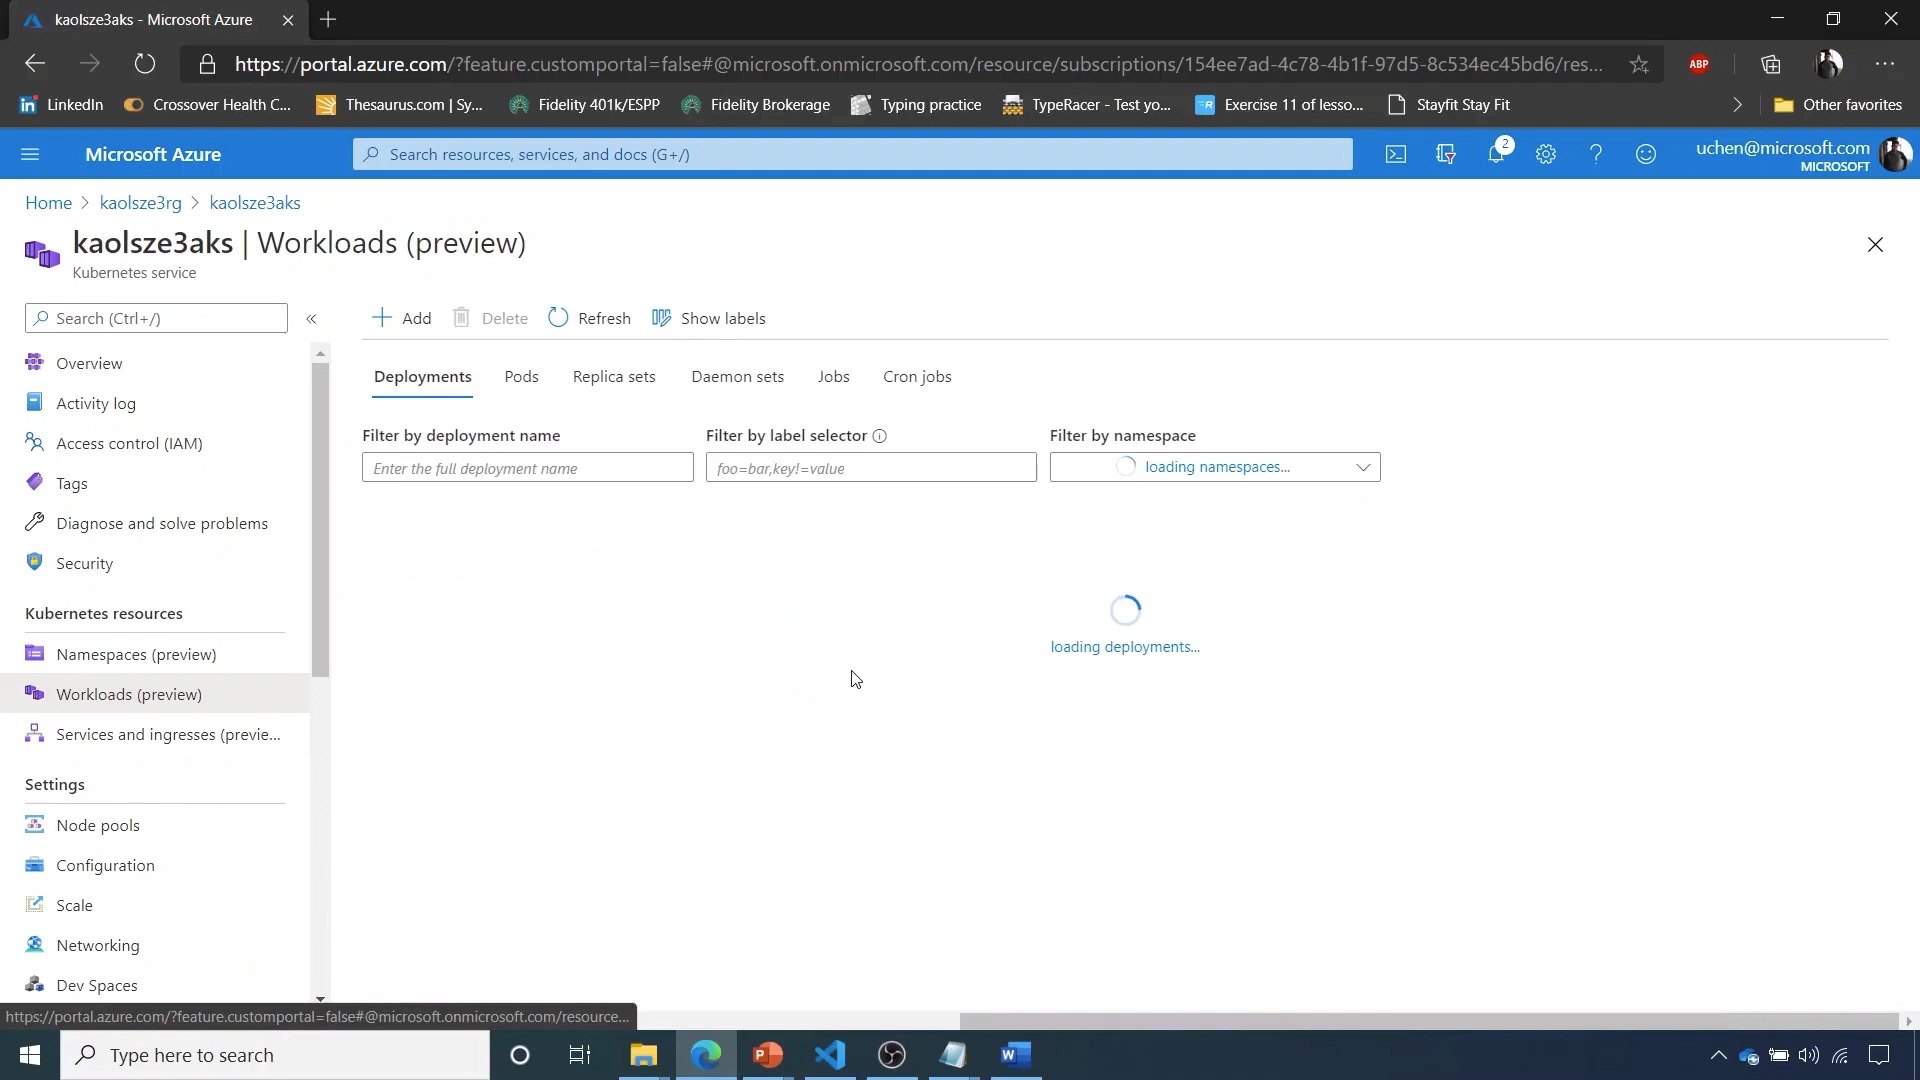 kaolsze3aks - Microsoft Azure
https://portal.azure.com/?feature.customportal=false#@microsoft.onmicrosoft.com/resource/subscriptions/154ee7ad-4c78-4b1f-97d5-8c534ec45bd6/res...
ABP
LinkedIn
Crossover Health C...
Thesaurus.com | Sy...
Fidelity 401k/ESPP
Fidelity Brokerage
Typing practice
TypeRacer - Test yo...
Exercise 11 of lesso...
Stayfit Stay Fit
Other favorites
Microsoft Azure
Search resources, services, and docs (G+/)
2
uchen@microsoft.com
MICROSOFT
Home > kaolsze3rg > kaolsze3aks
kaolsze3aks | Workloads (preview)
Kubernetes service
Search (Ctrl+/)
«
Add
Delete
Refresh
Show labels
Overview
Activity log
Access control (IAM)
Tags
Diagnose and solve problems
Security
Kubernetes resources
Namespaces (preview)
Workloads (preview)
Services and ingresses (previe...
Settings
Node pools
Configuration
Scale
Networking
Dev Spaces
Deployments
Pods
Replica sets
Daemon sets
Jobs
Cron jobs
Filter by deployment name
Enter the full deployment name
Filter by label selector
foo=bar,key!=value
Filter by namespace
loading namespaces...
loading deployments...
https://portal.azure.com/?feature.customportal=false#@microsoft.onmicrosoft.com/resource...
Type here to search